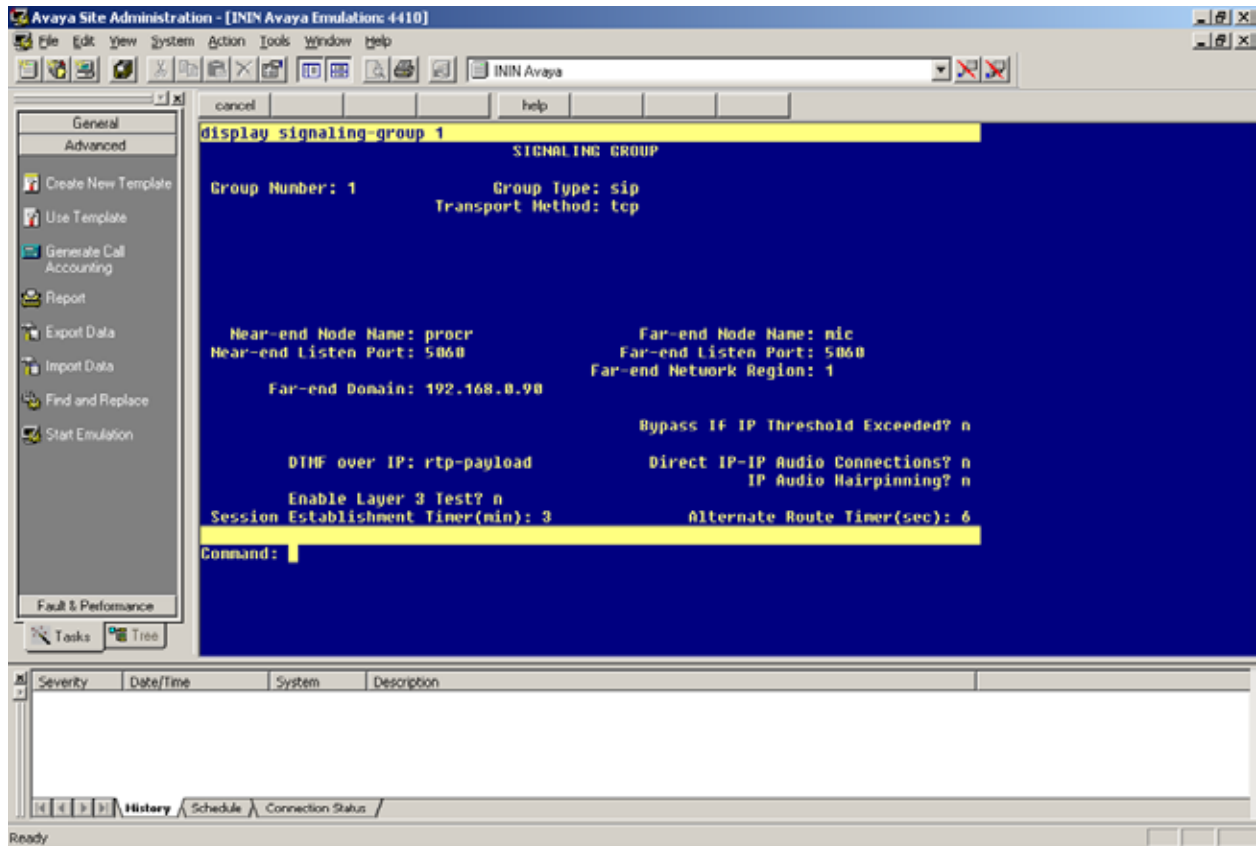 Avaya Site Administration - [ININ Avaya Emulation: 4410]
File Edit View System Action Tools Window Help
ININ Avaya
cancel help
General
Advanced
Create New Template
Use Template
Generate Call
Accounting
Report
Export Data
Import Data
Find and Replace
Start Emulation
Fault & Performance
Tasks Tree
display signaling-group 1
SIGNALING GROUP
Group Number: 1 Group Type: sip
Transport Method: tcp
Near-end Node Name: procr Far-end Node Name: mic
Near-end Listen Port: 5060 Far-end Listen Port: 5060
Far-end Network Region: 1
Far-end Domain: 192.168.0.90
Bypass If IP Threshold Exceeded? n
DTMF over IP: rtp-payload Direct IP-IP Audio Connections? n
IP Audio Hairpinning? n
Enable Layer 3 Test? n
Session Establishment Timer(min): 3 Alternate Route Timer(sec): 6
Command:
Severity Date/Time System Description
History Schedule Connection Status
Ready